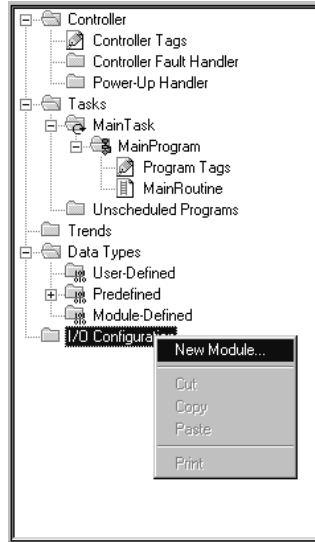 Controller
Controller Tags
Controller Fault Handler
Power-Up Handler
Tasks
MainTask
MainProgram
Program Tags
MainRoutine
Unscheduled Programs
Trends
Data Types
User-Defined
Predefined
Module-Defined
I/O Configuration
New Module...
Cut
Copy
Paste
Print